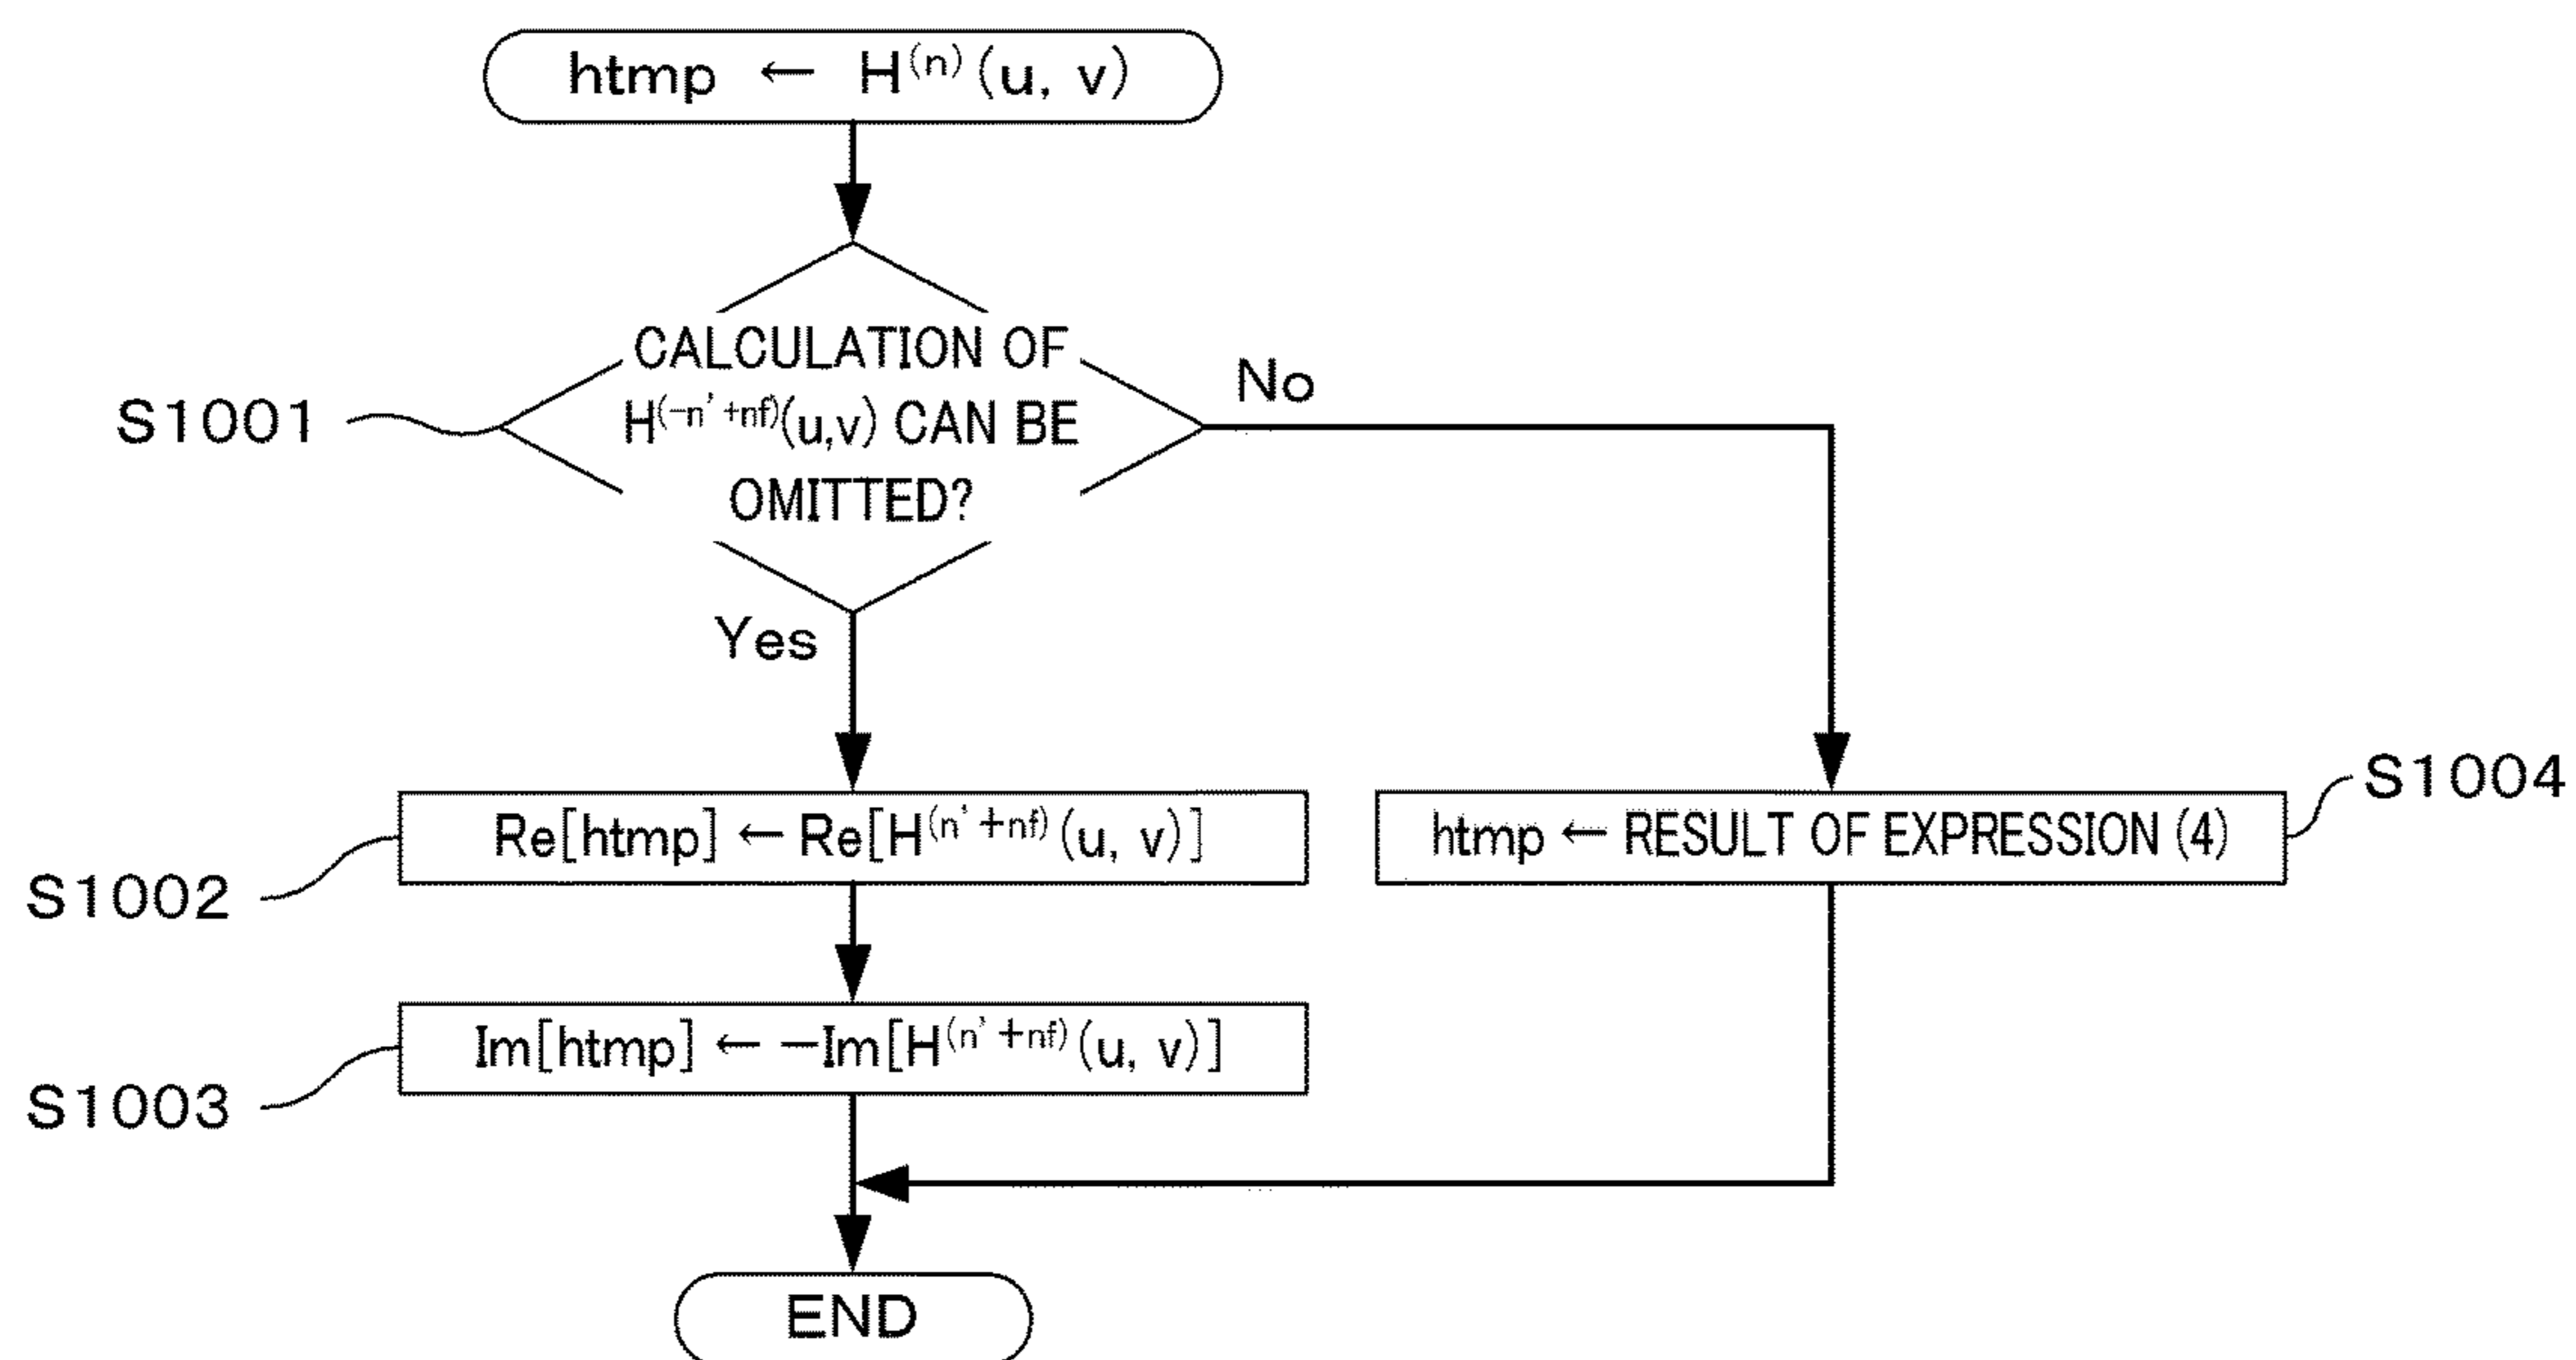 htmp ← H⁽ⁿ⁾(u, v)
CALCULATION OF
H⁽⁻ⁿ'⁺ⁿᶠ⁾(u,v) CAN BE
OMITTED?
S1001
No
Yes
Re[htmp] ← Re[H⁽ⁿ'⁺ⁿᶠ⁾(u, v)]
S1002
htmp ← RESULT OF EXPRESSION (4)
S1004
Im[htmp] ← −Im[H⁽ⁿ'⁺ⁿᶠ⁾(u, v)]
S1003
END